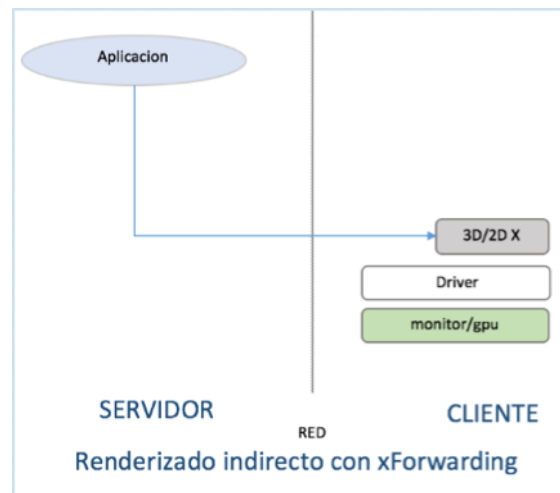 Aplicacion
3D/2D X
Driver
monitor/gpu
SERVIDOR
CLIENTE
RED
Renderizado indirecto con xForwarding